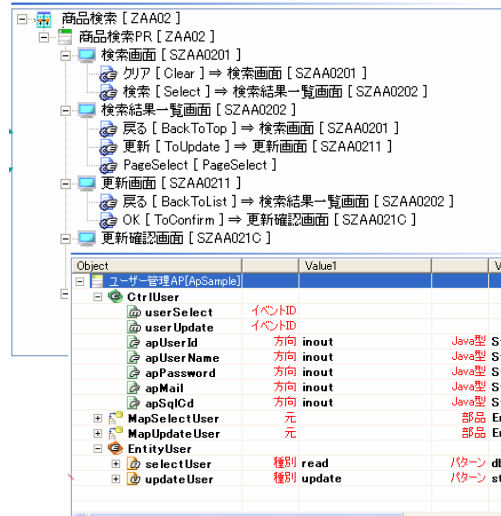 商品検索 [ ZAA02 ]
商品検索PR [ ZAA02 ]
検索画面 [ SZAA0201 ]
クリア [ Clear ] ⇒ 検索画面 [ SZAA0201 ]
検索 [ Select ] ⇒ 検索結果一覧画面 [ SZAA0202 ]
検索結果一覧画面 [ SZAA0202 ]
戻る [ BackToTop ] ⇒ 検索画面 [ SZAA0201 ]
更新 [ ToUpdate ] ⇒ 更新画面 [ SZAA0211 ]
PageSelect [ PageSelect ]
更新画面 [ SZAA0211 ]
戻る [ BackToList ] ⇒ 検索結果一覧画面 [ SZAA0202 ]
OK [ ToConfirm ] ⇒ 更新確認画面 [ SZAA021C ]
更新確認画面 [ SZAA021C ]
Object Value1 V
ユーザー管理AP[ApSample]
CtrlUser
userSelect イベントID
userUpdate イベントID
apUserId 方向 inout Java型 S
apUserName 方向 inout Java型 S
apPassword 方向 inout Java型 S
apMail 方向 inout Java型 S
apSqlCd 方向 inout Java型 S
MapSelectUser 元 部品 E
MapUpdateUser 元 部品 E
EntityUser
selectUser 種別 read パターン d
updateUser 種別 update パターン st